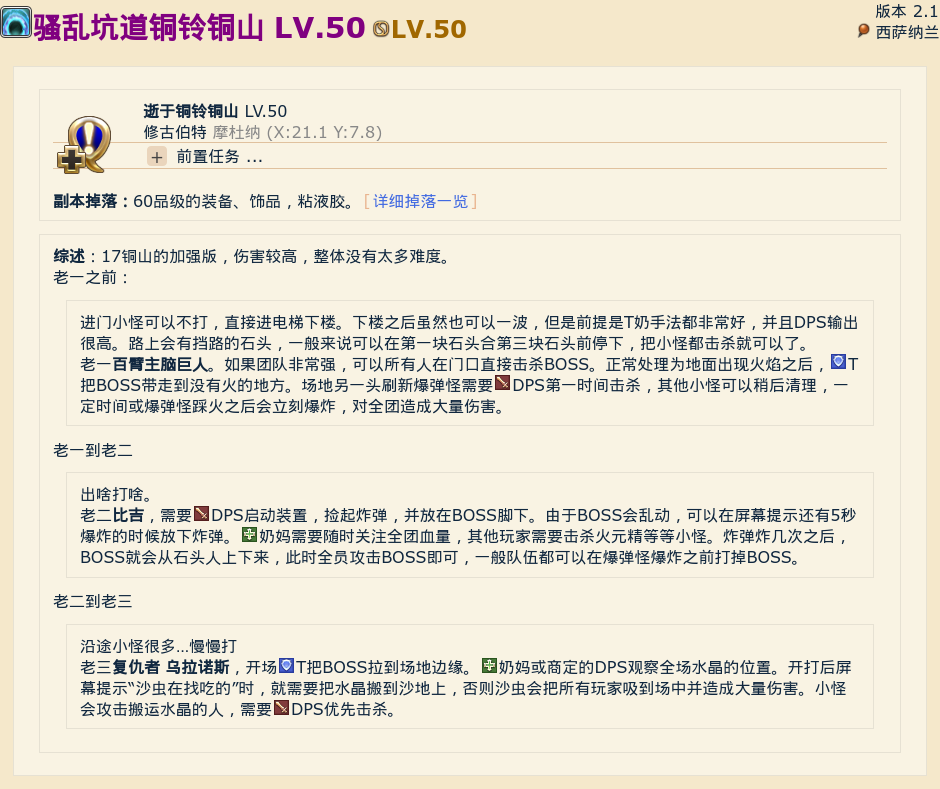 骚乱坑道铜铃铜山 LV.50 LV.50
版本 2.1
西萨纳兰
逝于铜铃铜山 LV.50
修古伯特 摩杜纳 (X:21.1 Y:7.8)
+ 前置任务 ...
副本掉落：60品级的装备、饰品，粘液胶。[详细掉落一览]
综述：17铜山的加强版，伤害较高，整体没有太多难度。
老一之前：
进门小怪可以不打，直接进电梯下楼。下楼之后虽然也可以一波，但是前提是T奶手法都非常好，并且DPS输出
很高。路上会有挡路的石头，一般来说可以在第一块石头合第三块石头前停下，把小怪都击杀就可以了。
老一百臂主脑巨人。如果团队非常强，可以所有人在门口直接击杀BOSS。正常处理为地面出现火焰之后，T
把BOSS带走到没有火的地方。场地另一头刷新爆弹怪需要DPS第一时间击杀，其他小怪可以稍后清理，一
定时间或爆弹怪踩火之后会立刻爆炸，对全团造成大量伤害。
老一到老二
出啥打啥。
老二比吉，需要DPS启动装置，捡起炸弹，并放在BOSS脚下。由于BOSS会乱动，可以在屏幕提示还有5秒
爆炸的时候放下炸弹。奶妈需要随时关注全团血量，其他玩家需要击杀火元精等等小怪。炸弹炸几次之后，
BOSS就会从石头人上下来，此时全员攻击BOSS即可，一般队伍都可以在爆弹怪爆炸之前打掉BOSS。
老二到老三
沿途小怪很多...慢慢打
老三复仇者 乌拉诺斯，开场T把BOSS拉到场地边缘。奶妈或商定的DPS观察全场水晶的位置。开打后屏
幕提示“沙虫在找吃的”时，就需要把水晶搬到沙地上，否则沙虫会把所有玩家吸到场中并造成大量伤害。小怪
会攻击搬运水晶的人，需要DPS优先击杀。